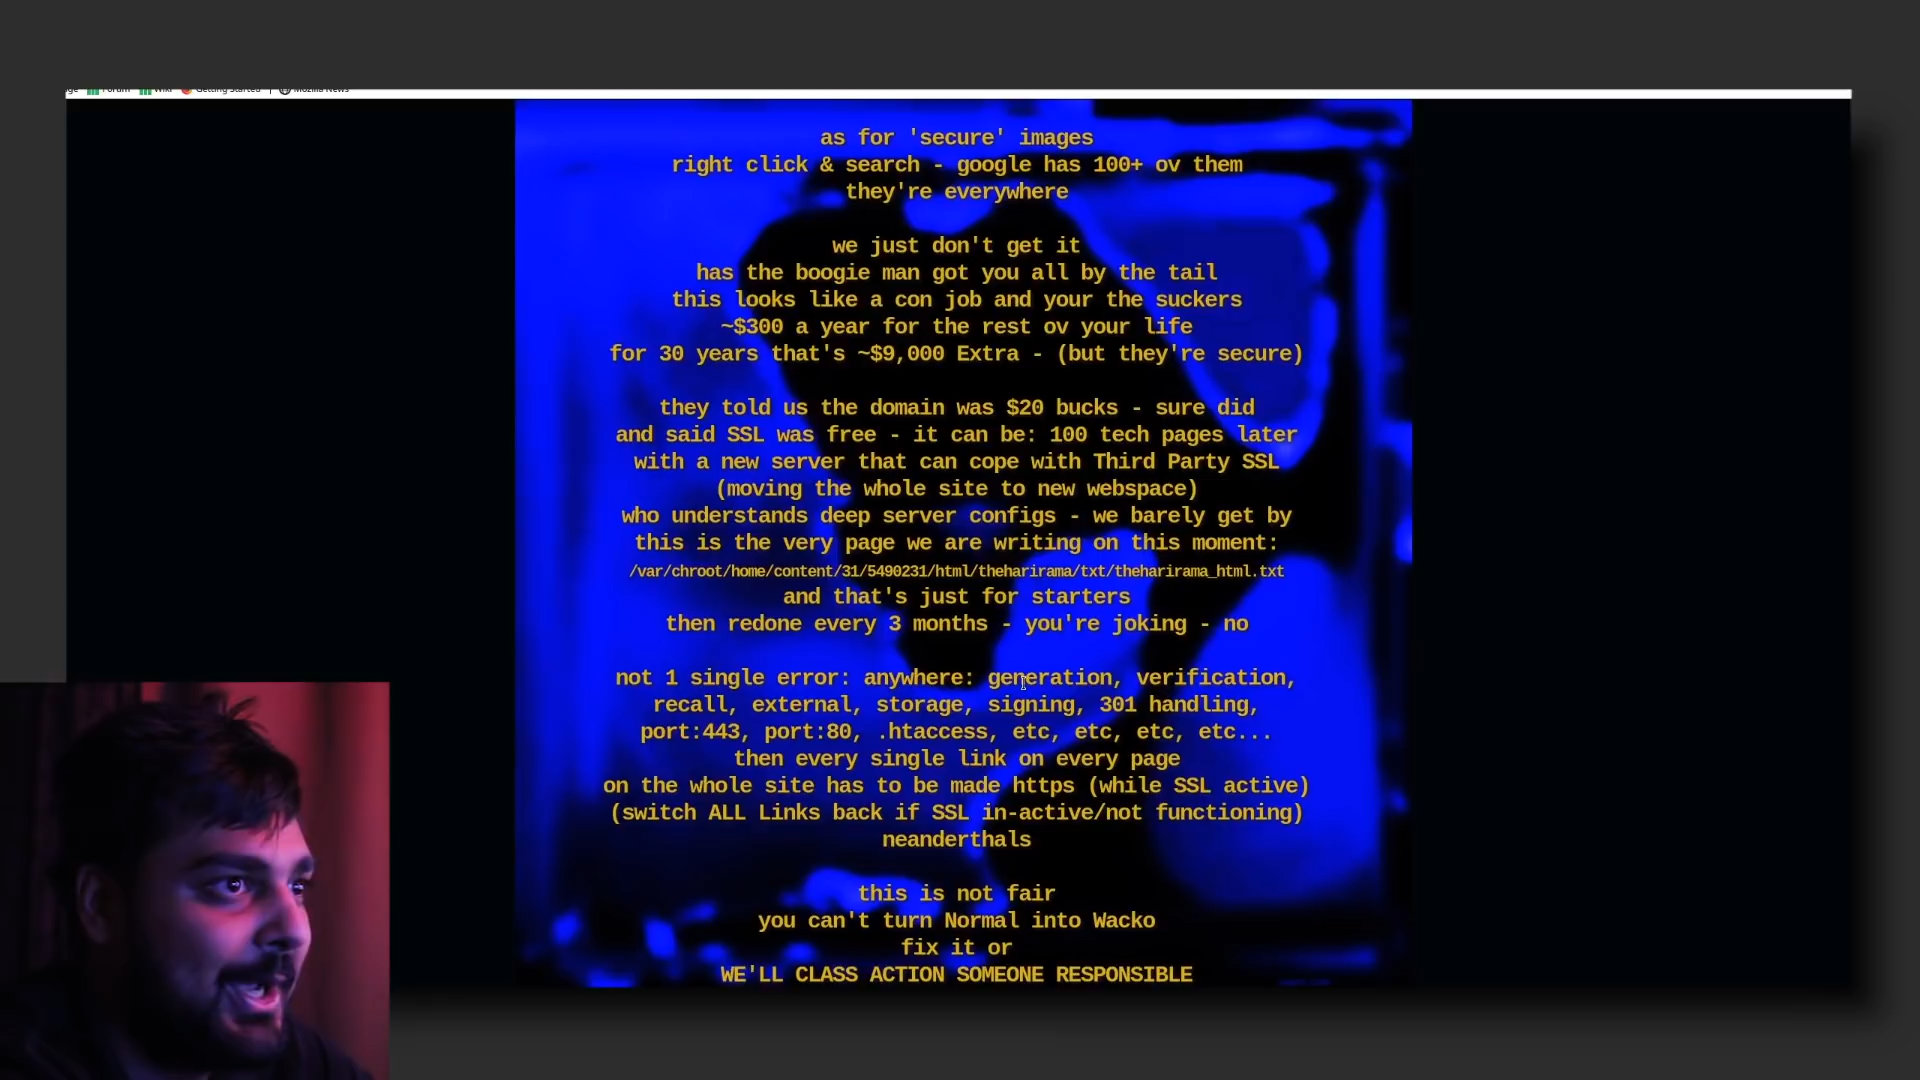 Forum Wiki Getting Started Mozilla News
as for 'secure' images
right click & search - google has 100+ ov them
they're everywhere
we just don't get it
has the boogie man got you all by the tail
this looks like a con job and your the suckers
~$300 a year for the rest ov your life
for 30 years that's ~$9,000 Extra - (but they're secure)
they told us the domain was $20 bucks - sure did
and said SSL was free - it can be: 100 tech pages later
with a new server that can cope with Third Party SSL
(moving the whole site to new webspace)
who understands deep server configs - we barely get by
this is the very page we are writing on this moment:
/var/chroot/home/content/31/5490231/html/theharirama/txt/theharirama_html.txt
and that's just for starters
then redone every 3 months - you're joking - no
not 1 single error: anywhere: generation, verification,
recall, external, storage, signing, 301 handling,
port:443, port:80, .htaccess, etc, etc, etc, etc...
then every single link on every page
on the whole site has to be made https (while SSL active)
(switch ALL Links back if SSL in-active/not functioning)
neanderthals
this is not fair
you can't turn Normal into Wacko
fix it or
WE'LL CLASS ACTION SOMEONE RESPONSIBLE